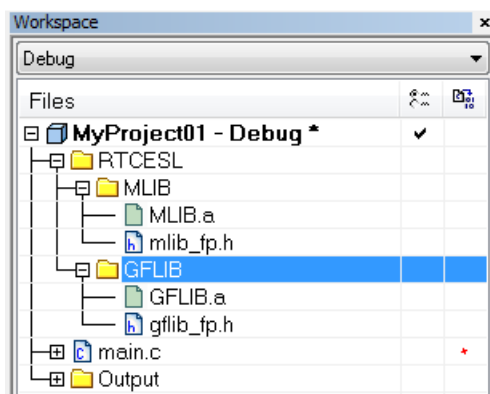 Workspace
Debug
Files
MyProject01 - Debug *
RTCESL
MLIB
MLIB.a
mlib_fp.h
GFLIB
GFLIB.a
gflib_fp.h
main.c
Output